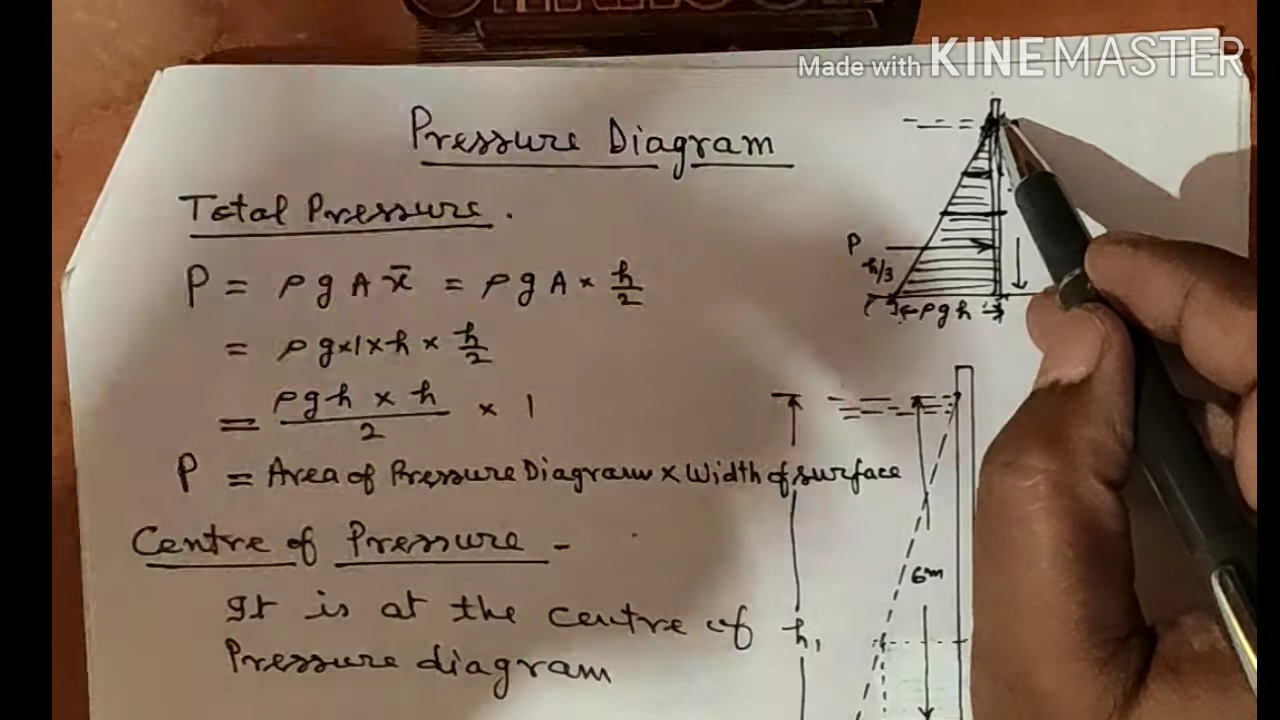 Made with KINEMASTER
Pressure Diagram
Total Pressure.
P = ρ g A x̄ = ρ g A × h/2
= ρ g × 1 × h × h/2
= ρgh × h / 2 × 1
P = Area of Pressure Diagram × Width of surface
Centre of Pressure -
It is at the centre of
Pressure diagram
P
h/3
ρ g h
6m
h₁